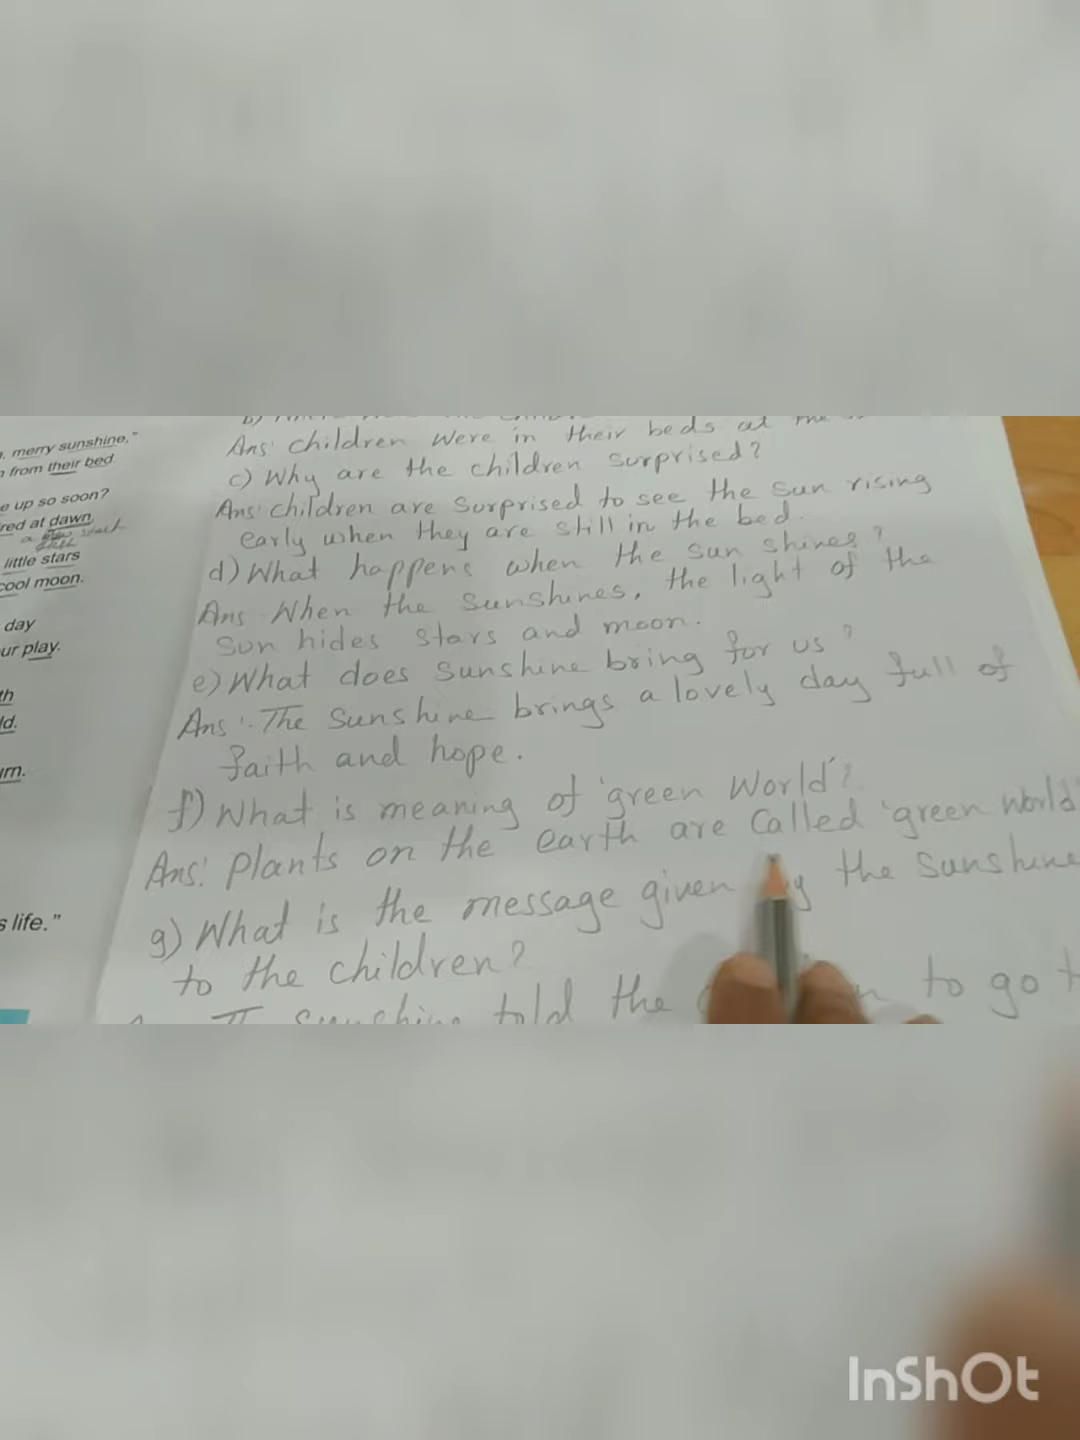 merry sunshine,"
from their bed
up so soon?
red at dawn
little stars
cool moon.
day
ur play.
th
ld.
urn.
s life."
Ans: children were in their beds at the
c) Why are the children surprised?
Ans: children are surprised to see the sun rising
early when they are still in the bed.
d) What happens when the sun shines?
Ans When the sunshines, the light of the
sun hides stars and moon.
e) What does sunshine bring for us?
Ans: The sunshine brings a lovely day full of
faith and hope.
f) What is meaning of 'green World'?
Ans: Plants on the earth are called 'green world'
g) What is the message given by the sunshine
to the children?
sunshine told the to go t
InShOt